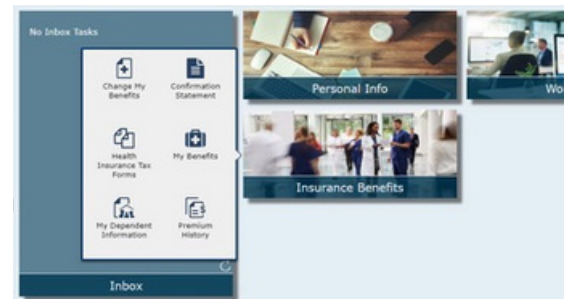 No Inbox Tasks
Change My
Benefits
Confirmation
Statement
Health
Insurance Tax
Forms
My Benefits
My Dependent
Information
Premium
History
Inbox
Personal Info
Insurance Benefits
Wo